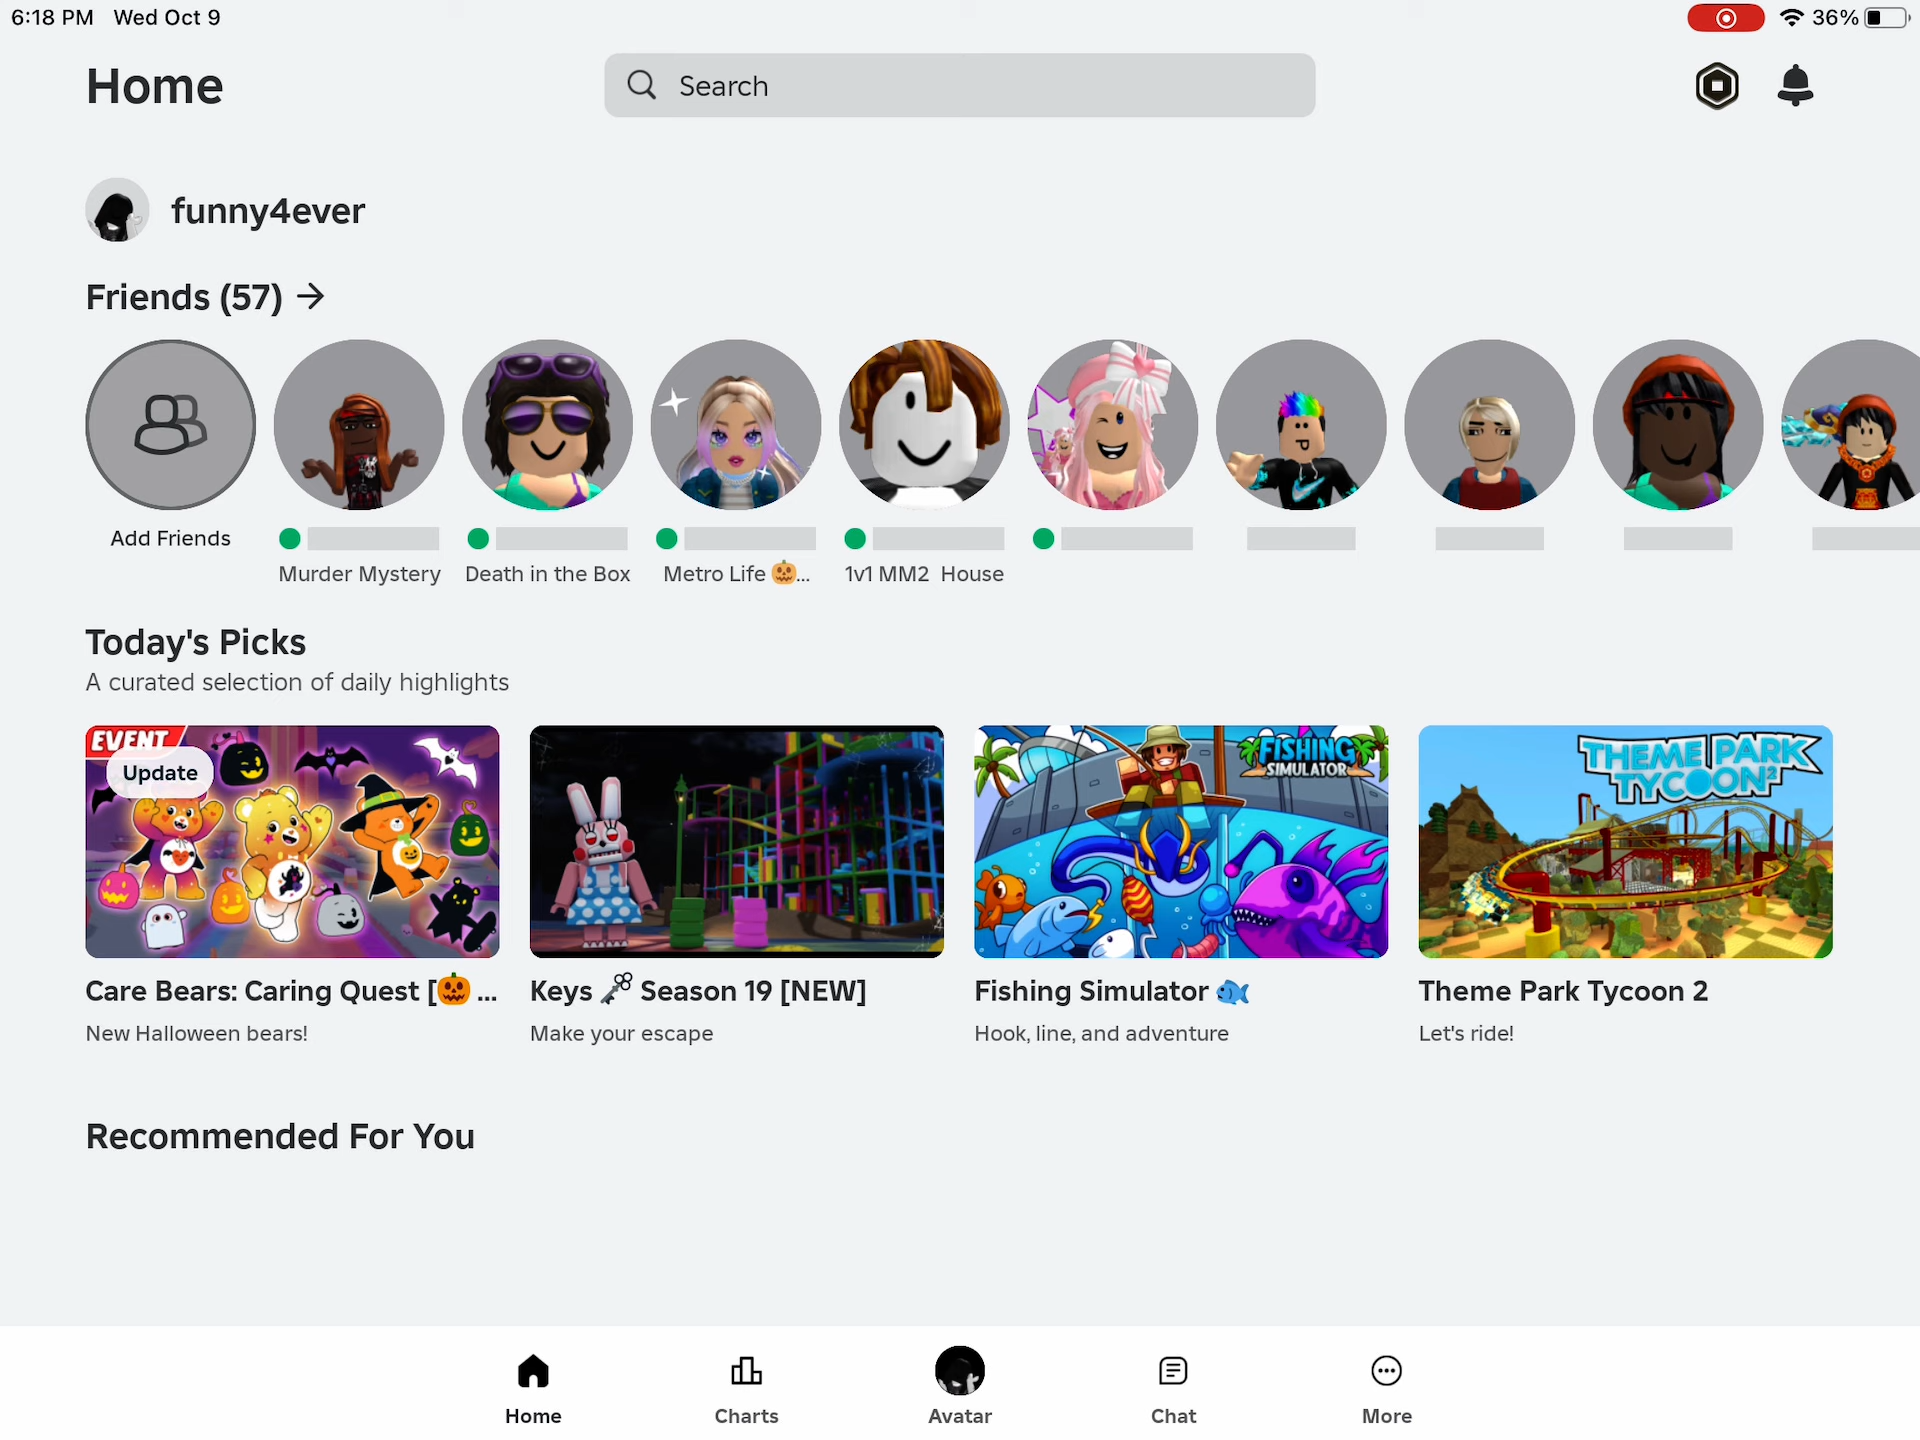 6:18 PM Wed Oct 9
36%
Home
Search
funny4ever
Friends (57) →
Add Friends
Murder Mystery
Death in the Box
Metro Life 🎃...
1v1 MM2 House
Today's Picks
A curated selection of daily highlights
EVENT
Update
FISHING
SIMULATOR
THEME PARK
TYCOON 2
Care Bears: Caring Quest [🎃 ...
Keys 🗝 Season 19 [NEW]
Fishing Simulator 🐟
Theme Park Tycoon 2
New Halloween bears!
Make your escape
Hook, line, and adventure
Let's ride!
Recommended For You
Home
Charts
Avatar
Chat
More